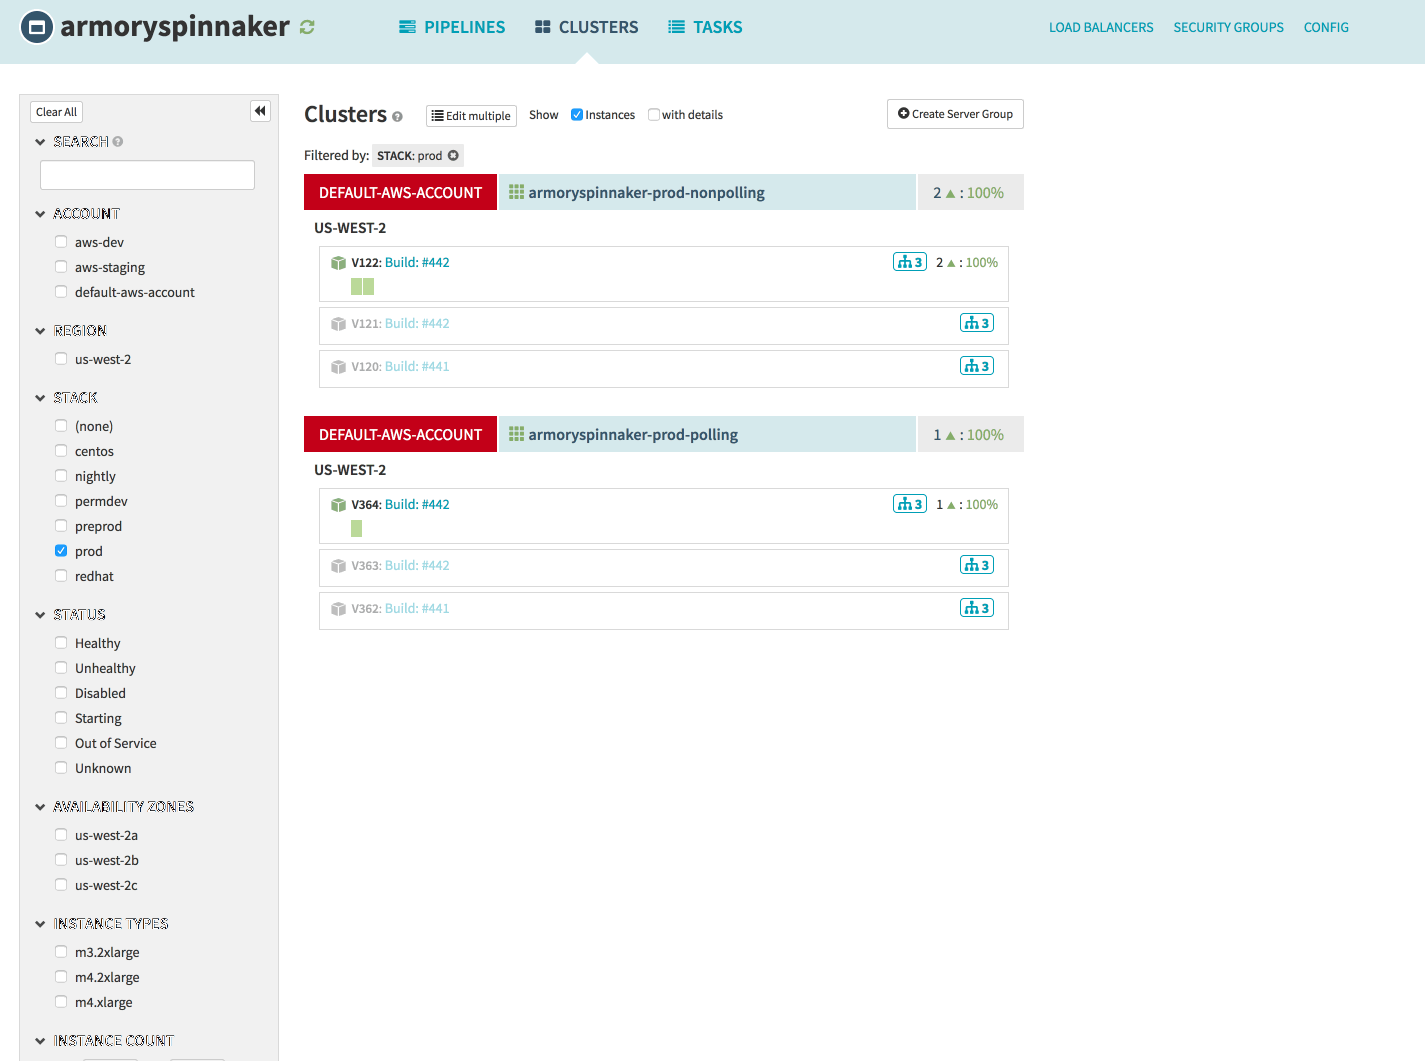 armoryspinnaker
PIPELINES CLUSTERS TASKS
LOAD BALANCERS SECURITY GROUPS CONFIG
Clear All
SEARCH
ACCOUNT
aws-dev
aws-staging
default-aws-account
REGION
us-west-2
STACK
(none)
centos
nightly
permdev
preprod
prod
redhat
STATUS
Healthy
Unhealthy
Disabled
Starting
Out of Service
Unknown
AVAILABILITY ZONES
us-west-2a
us-west-2b
us-west-2c
INSTANCE TYPES
m3.2xlarge
m4.2xlarge
m4.xlarge
INSTANCE COUNT
Clusters Edit multiple Show Instances with details Create Server Group
Filtered by: STACK: prod
DEFAULT-AWS-ACCOUNT armoryspinnaker-prod-nonpolling 2 : 100%
US-WEST-2
V122: Build: #442 3 2 : 100%
V121: Build: #442 3
V120: Build: #441 3
DEFAULT-AWS-ACCOUNT armoryspinnaker-prod-polling 1 : 100%
US-WEST-2
V364: Build: #442 3 1 : 100%
V363: Build: #442 3
V362: Build: #441 3